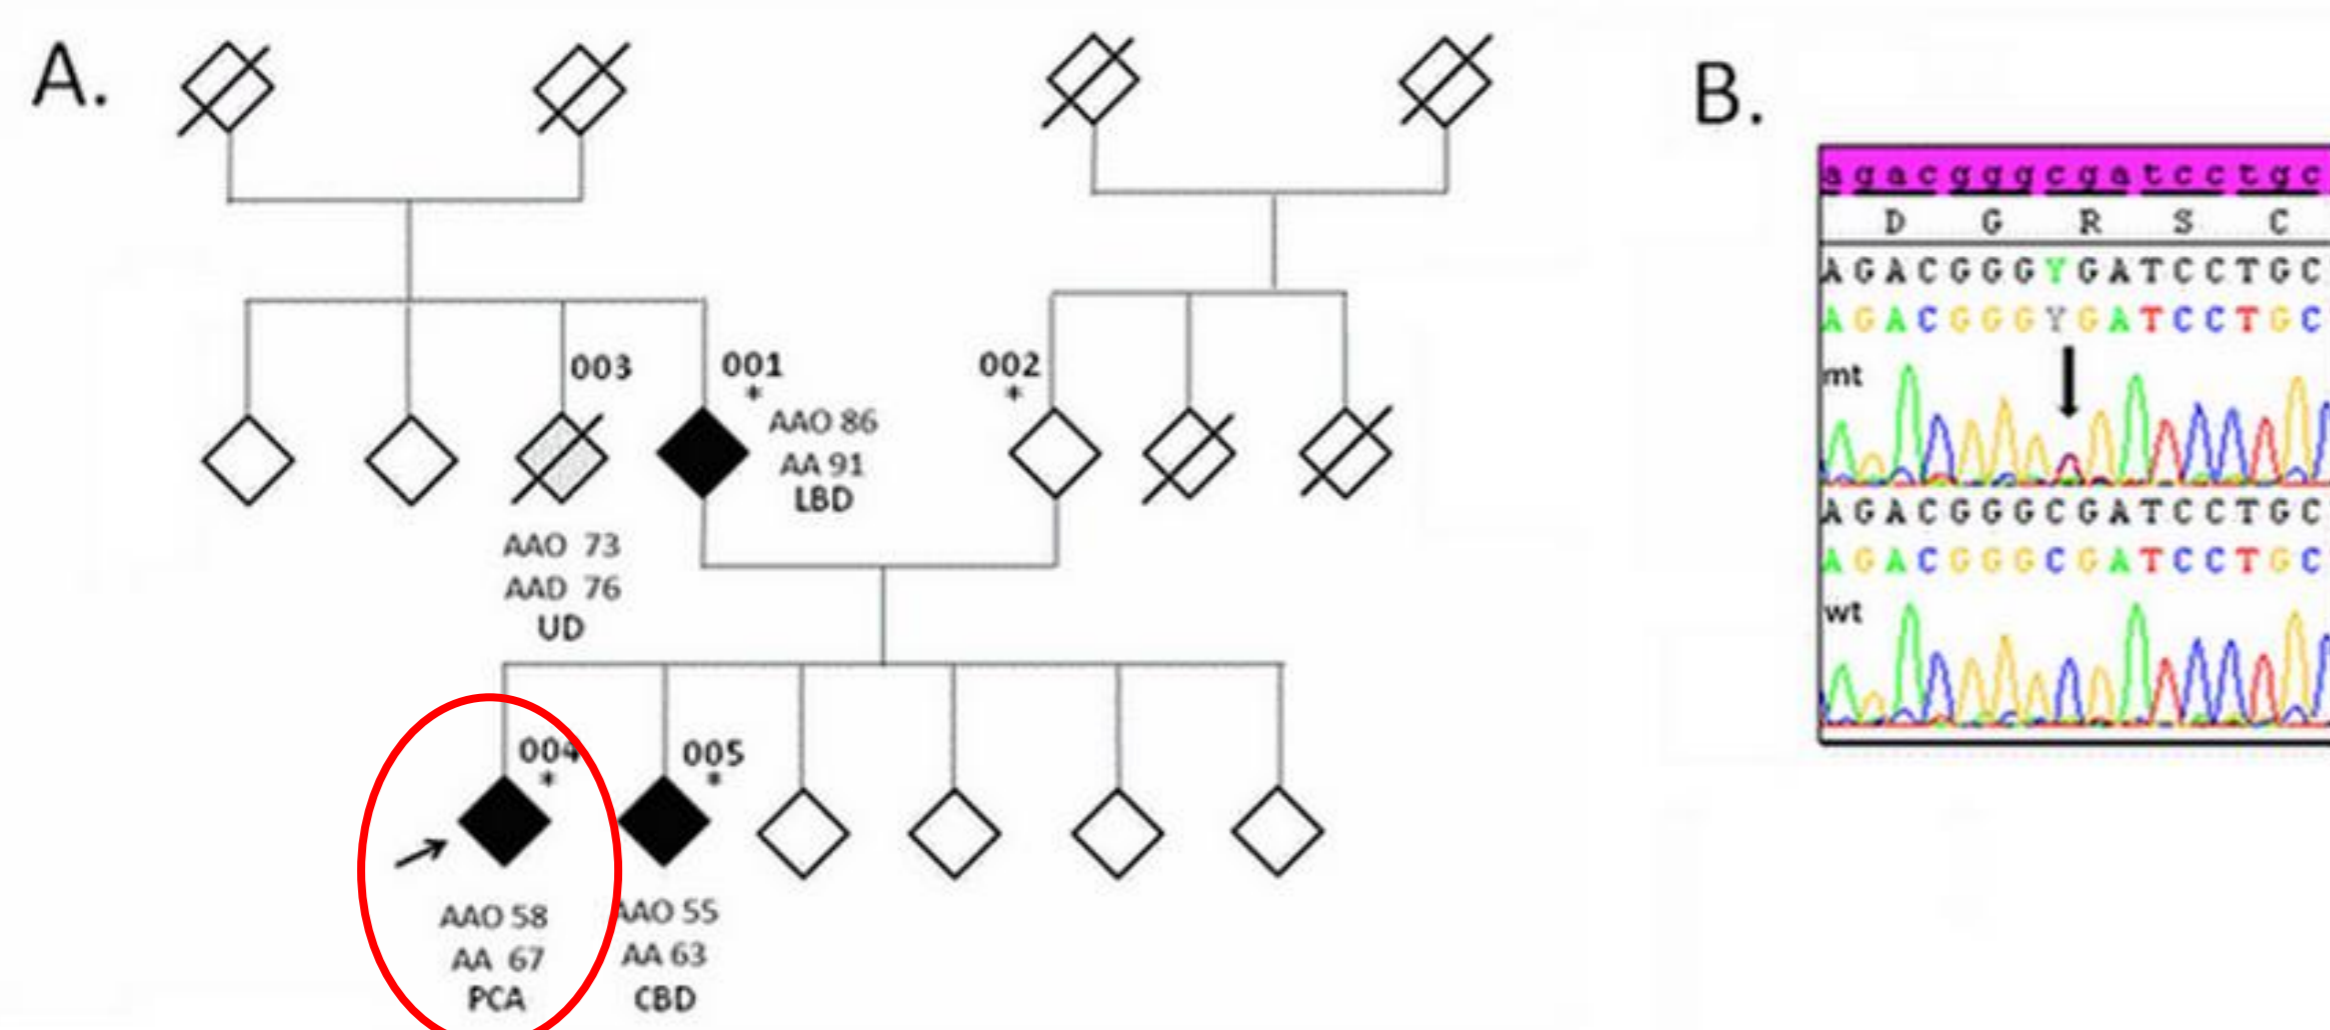 A.
B.
003
001
*
AAO 86
AA 91
LBD
002
*
AAO 73
AAD 76
UD
004
*
005
*
AAO 58
AA 67
PCA
AAO 55
AA 63
CBD
agacgggcgatcctgc
D G R S C
AGACGGGYGATCCTGC
AGACGGGYGATCCTGC
mt
AGACGGGCGATCCTGC
AGACGGGCGATCCTGC
wt